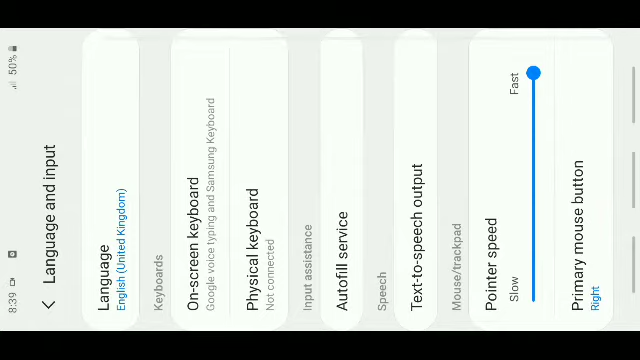 8:39
50%
Language and input
Language
English (United Kingdom)
Keyboards
On-screen keyboard
Google voice typing and Samsung Keyboard
Physical keyboard
Not connected
Input assistance
Autofill service
Speech
Text-to-speech output
Mouse/trackpad
Pointer speed
Slow
Fast
Primary mouse button
Right